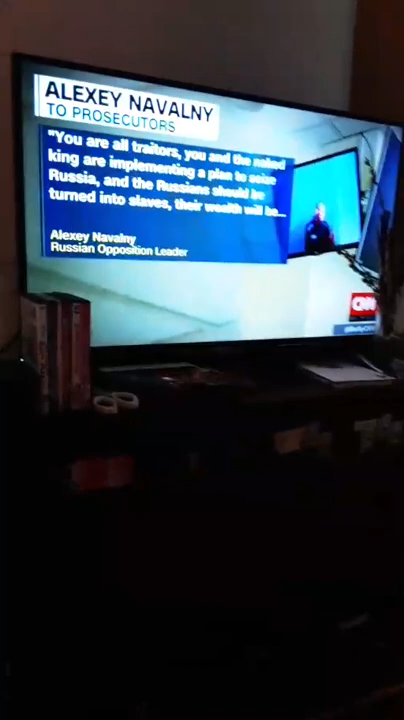 ALEXEY NAVALNY
TO PROSECUTORS
"You are all traitors, you and the naked
king are implementing a plan to seize
Russia, and the Russians should be
turned into slaves, their wealth will be...
Alexey Navalny
Russian Opposition Leader
CNN